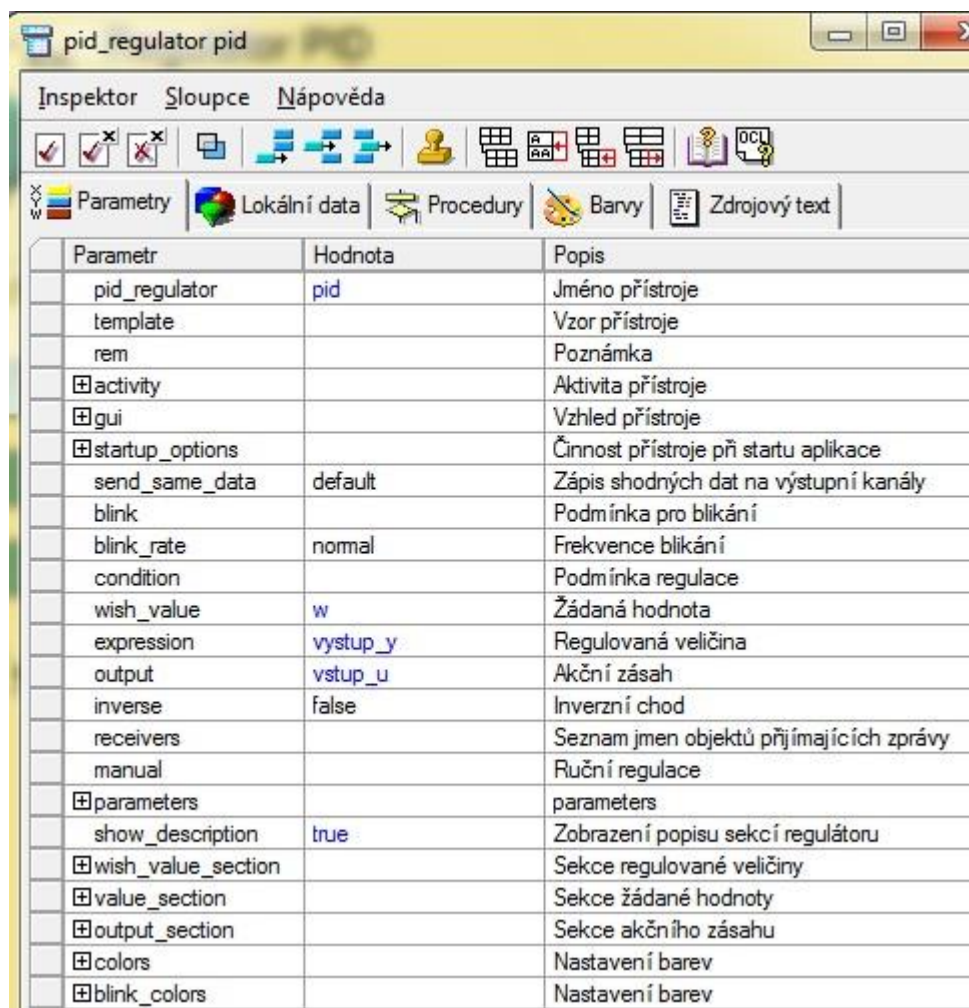 pid_regulator pid
Inspektor Sloupce Nápověda
OCL
Parametry Lokální data Procedury Barvy Zdrojový text
Parametr Hodnota Popis
pid_regulator pid Jméno přístroje
template Vzor přístroje
rem Poznámka
activity Aktivita přístroje
gui Vzhled přístroje
startup_options Činnost přístroje při startu aplikace
send_same_data default Zápis shodných dat na výstupní kanály
blink Podmínka pro blikání
blink_rate normal Frekvence blikání
condition Podmínka regulace
wish_value w Žádaná hodnota
expression vystup_y Regulovaná veličina
output vstup_u Akční zásah
inverse false Inverzní chod
receivers Seznam jmen objektů přijímajících zprávy
manual Ruční regulace
parameters parameters
show_description true Zobrazení popisu sekcí regulátoru
wish_value_section Sekce regulované veličiny
value_section Sekce žádané hodnoty
output_section Sekce akčního zásahu
colors Nastavení barev
blink_colors Nastavení barev